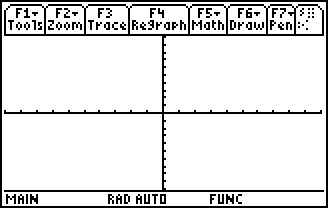 F1▾ F2▾ F3 F4 F5▾ F6▾ F7▾
Tools Zoom Trace ReGraph Math Draw Pen
MAIN RAD AUTO FUNC